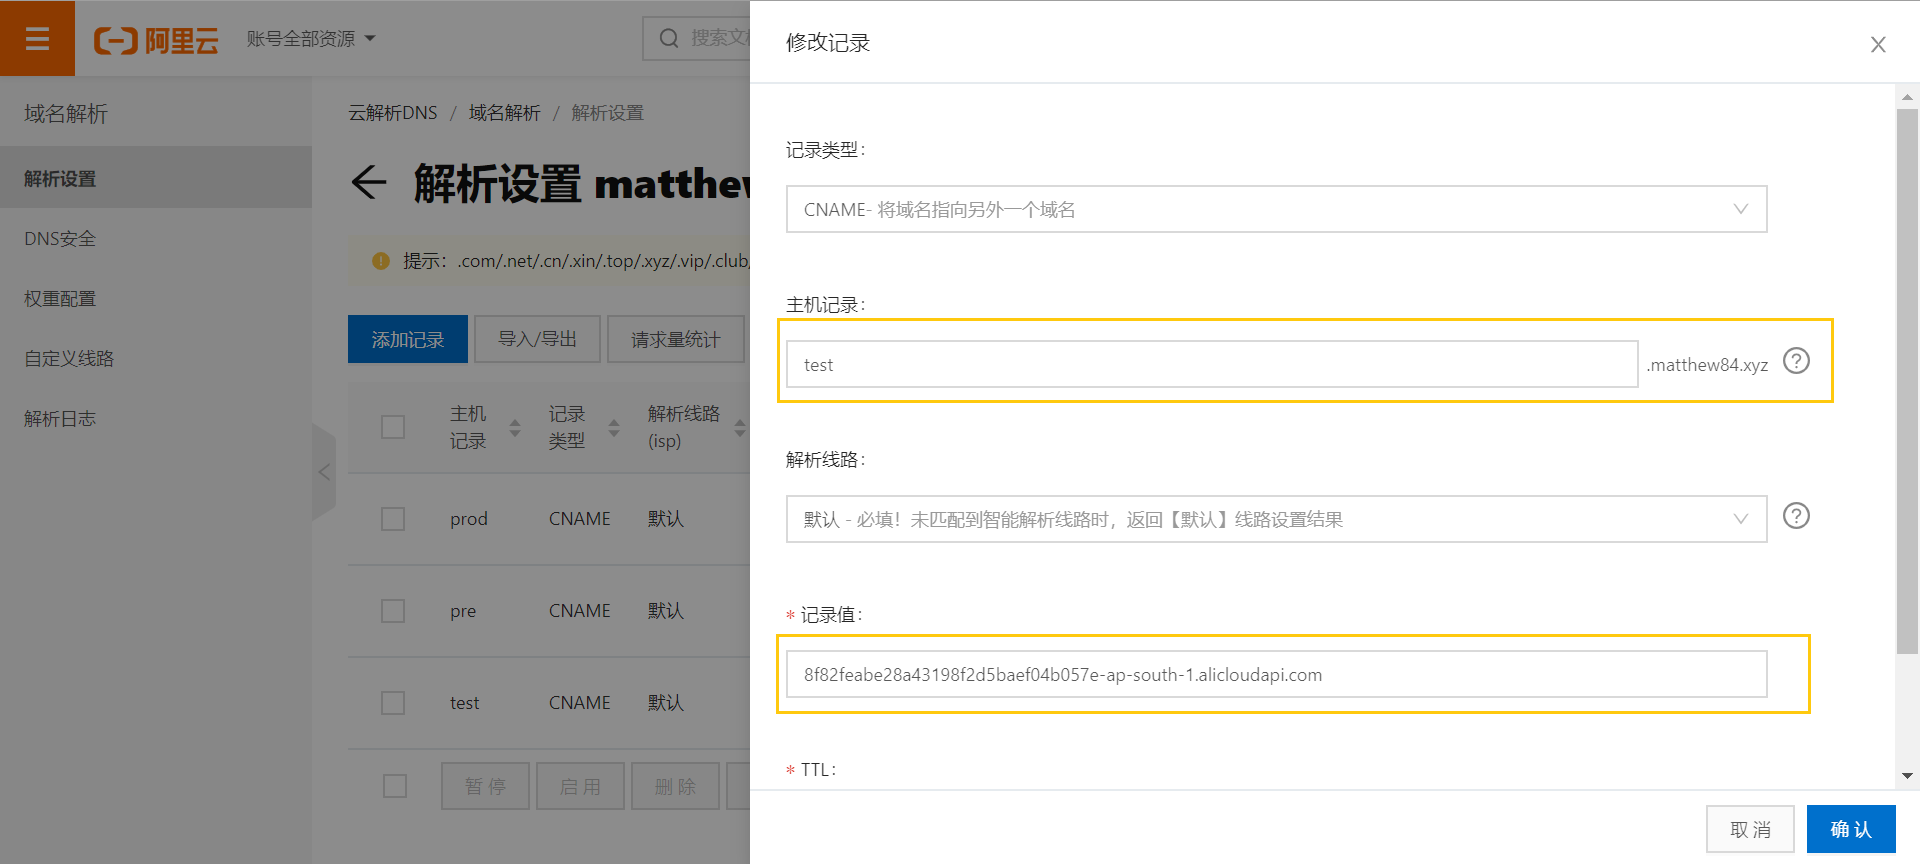 阿里云
账号全部资源
搜索文
域名解析
解析设置
DNS安全
权重配置
自定义线路
解析日志
云解析DNS / 域名解析 / 解析设置
解析设置 matthew
提示：.com/.net/.cn/.xin/.top/.xyz/.vip/.club/
添加记录
导入/导出
请求量统计
主机记录
记录类型
解析线路(isp)
prod CNAME 默认
pre CNAME 默认
test CNAME 默认
暂停 启用 删除
修改记录
记录类型：
CNAME- 将域名指向另外一个域名
主机记录：
test .matthew84.xyz
解析线路：
默认 - 必填！未匹配到智能解析线路时，返回【默认】线路设置结果
* 记录值：
8f82feabe28a43198f2d5baef04b057e-ap-south-1.alicloudapi.com
* TTL：
取消 确认